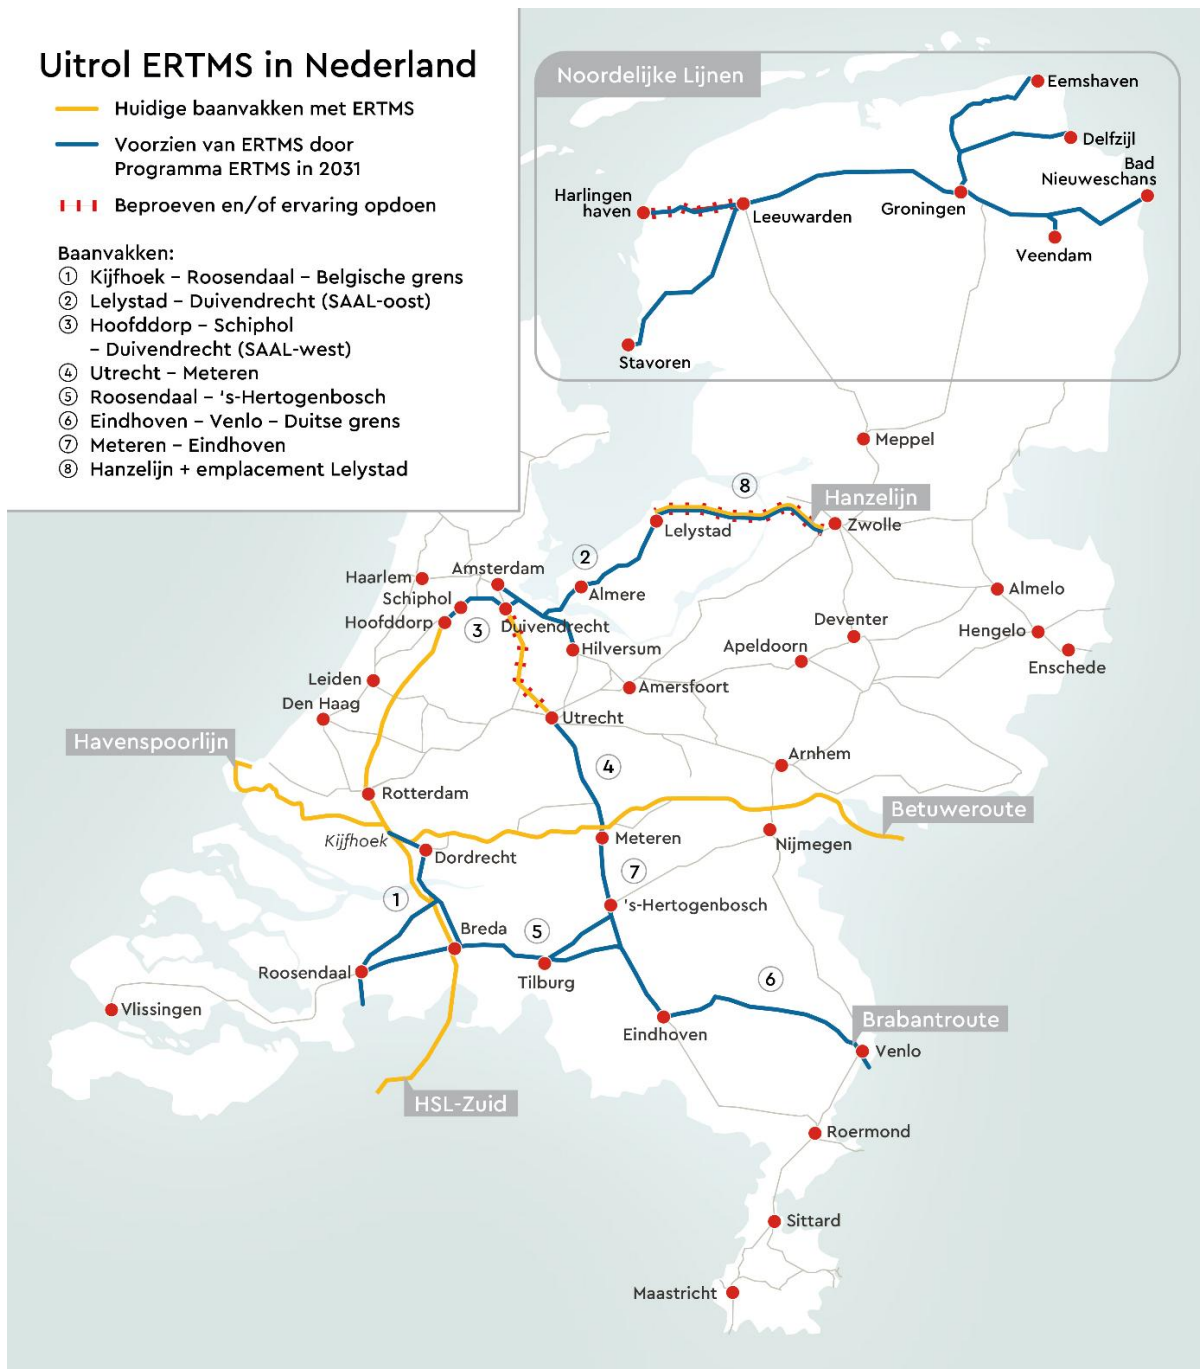 Uitrol ERTMS in Nederland
Huidige baanvakken met ERTMS
Voorzien van ERTMS door
Programma ERTMS in 2031
Beproeven en/of ervaring opdoen
Baanvakken:
1 Kijfhoek – Roosendaal – Belgische grens
2 Lelystad – Duivendrecht (SAAL-oost)
3 Hoofddorp – Schiphol
– Duivendrecht (SAAL-west)
4 Utrecht – Meteren
5 Roosendaal – 's-Hertogenbosch
6 Eindhoven – Venlo – Duitse grens
7 Meteren – Eindhoven
8 Hanzelijn + emplacement Lelystad
Noordelijke Lijnen
Eemshaven
Delfzijl
Bad
Nieuweschans
Harlingen
haven
Leeuwarden
Groningen
Veendam
Stavoren
Meppel
8
Hanzelijn
Zwolle
Lelystad
2
Amsterdam
Haarlem
Almere
Almelo
Schiphol
Hoofddorp
3
Duivendrecht
Deventer
Hengelo
Hilversum
Apeldoorn
Enschede
Leiden
Amersfoort
Den Haag
Utrecht
Havenspoorlijn
Arnhem
4
Rotterdam
Betuweroute
Kijfhoek
Meteren
Nijmegen
Dordrecht
7
1
's-Hertogenbosch
Breda
5
Roosendaal
Tilburg
6
Vlissingen
Eindhoven
Brabantroute
Venlo
HSL-Zuid
Roermond
Sittard
Maastricht